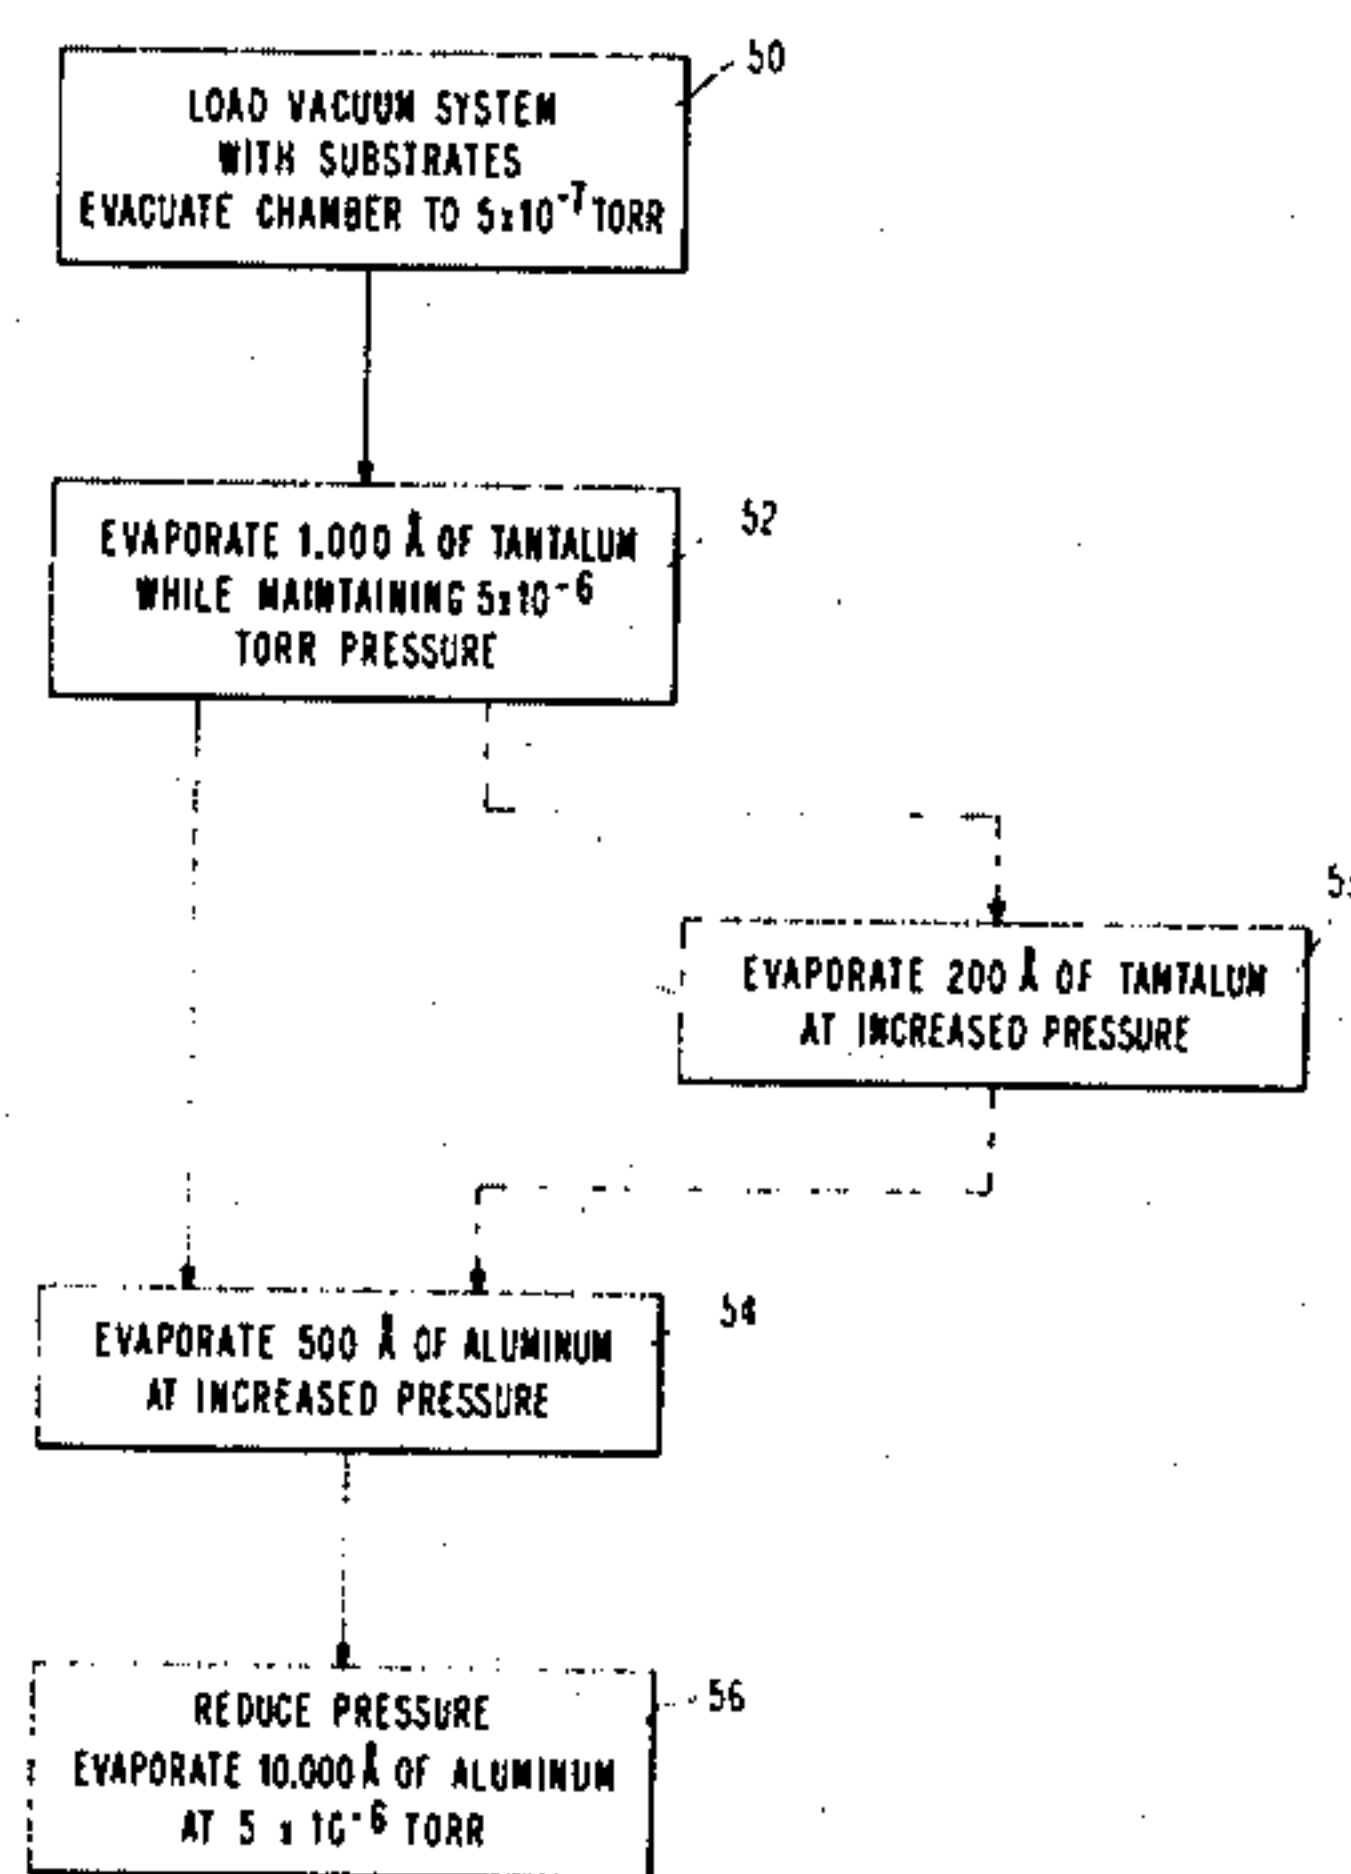 50
LOAD VACUUM SYSTEM
WITH SUBSTRATES
EVACUATE CHAMBER TO 5x10⁻⁷ TORR
52
EVAPORATE 1.000 Å OF TANTALUM
WHILE MAINTAINING 5x10⁻⁶
TORR PRESSURE
EVAPORATE 200 Å OF TANTALUM
AT INCREASED PRESSURE
54
EVAPORATE 500 Å OF ALUMINUM
AT INCREASED PRESSURE
56
REDUCE PRESSURE
EVAPORATE 10.000 Å OF ALUMINUM
AT 5 x 10⁻⁶ TORR